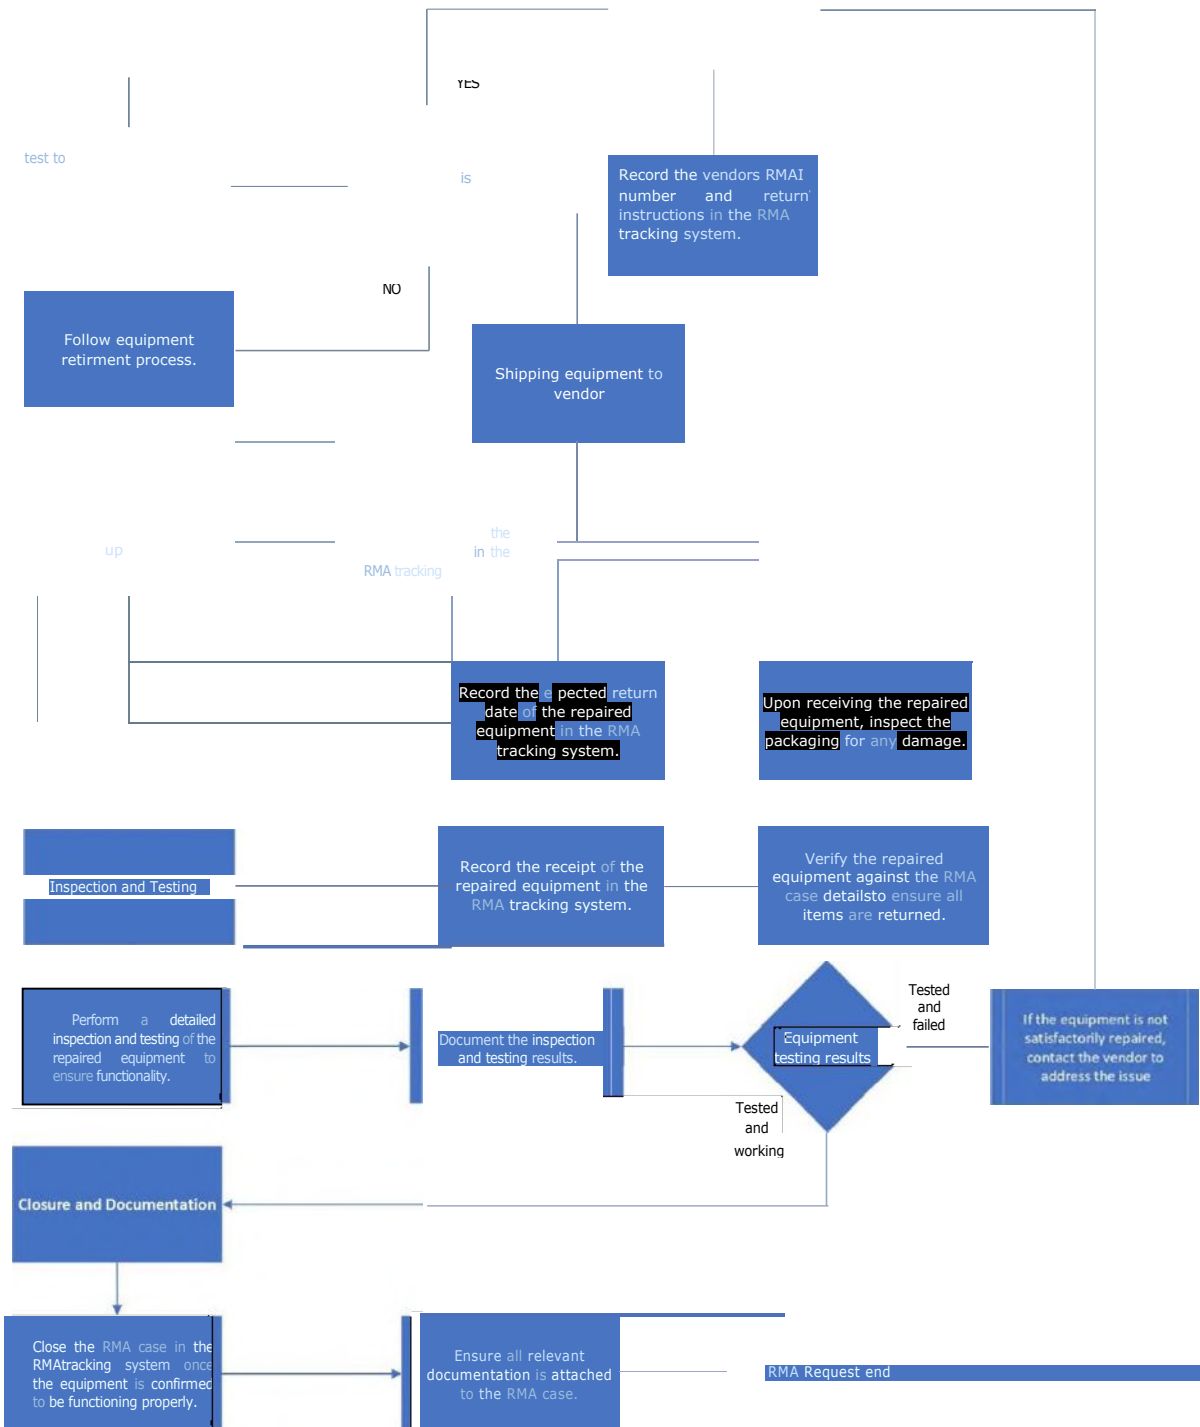 YES
test to
is
Record the vendors RMAI
number and return
instructions in the RMA
tracking system.
NO
Follow equipment
retirment process.
Shipping equipment to
vendor
up
the
in the
RMA tracking
Record the e pected return
date of the repaired
equipment in the RMA
tracking system.
Upon receiving the repaired
equipment, inspect the
packaging for any damage.
Inspection and Testing
Record the receipt of the
repaired equipment in the
RMA tracking system.
Verify the repaired
equipment against the RMA
case detailsto ensure all
items are returned.
Perform a detailed
inspection and testing of the
repaired equipment to
ensure functionality.
Document the inspection
and testing results.
Equipment
testing results
Tested
and
failed
If the equipment is not
satisfactorily repaired,
contact the vendor to
address the issue
Tested
and
working
Closure and Documentation
Close the RMA case in the
RMAtracking system once
the equipment is confirmed
to be functioning properly.
Ensure all relevant
documentation is attached
to the RMA case.
RMA Request end